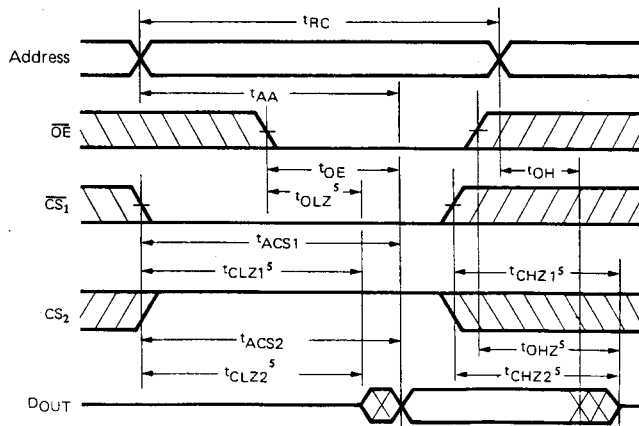 tRC
Address
tAA
OE
tOE
tOH
tOLZ5
CS1
tACS1
tCLZ15
tCHZ15
CS2
tACS2
tOHZ5
tCLZ25
tCHZ25
DOUT